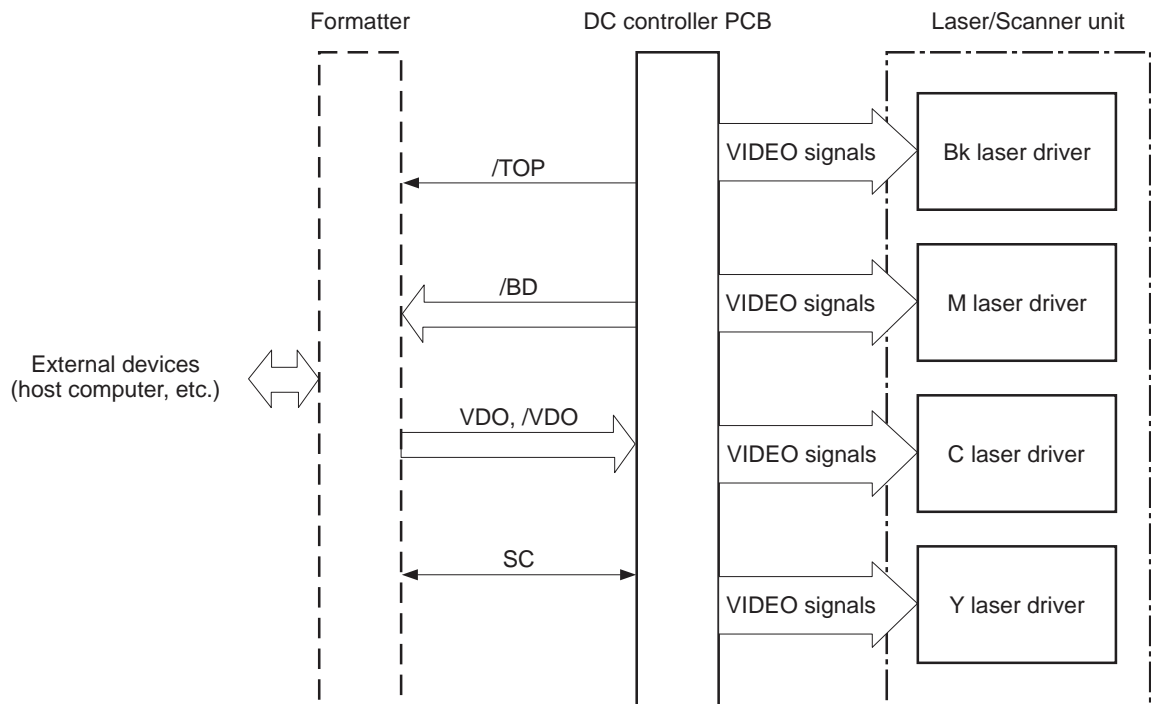 Formatter
DC controller PCB
Laser/Scanner unit
VIDEO signals
Bk laser driver
/TOP
/BD
VIDEO signals
M laser driver
External devices
(host computer, etc.)
VDO, /VDO
VIDEO signals
C laser driver
SC
VIDEO signals
Y laser driver